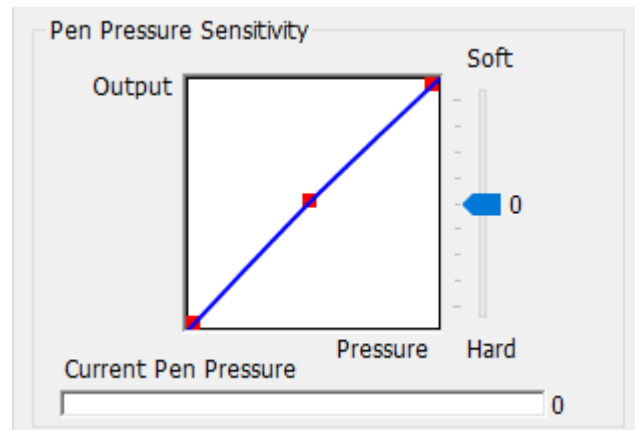 Pen Pressure Sensitivity
Soft
Output
0
Pressure
Hard
Current Pen Pressure
0